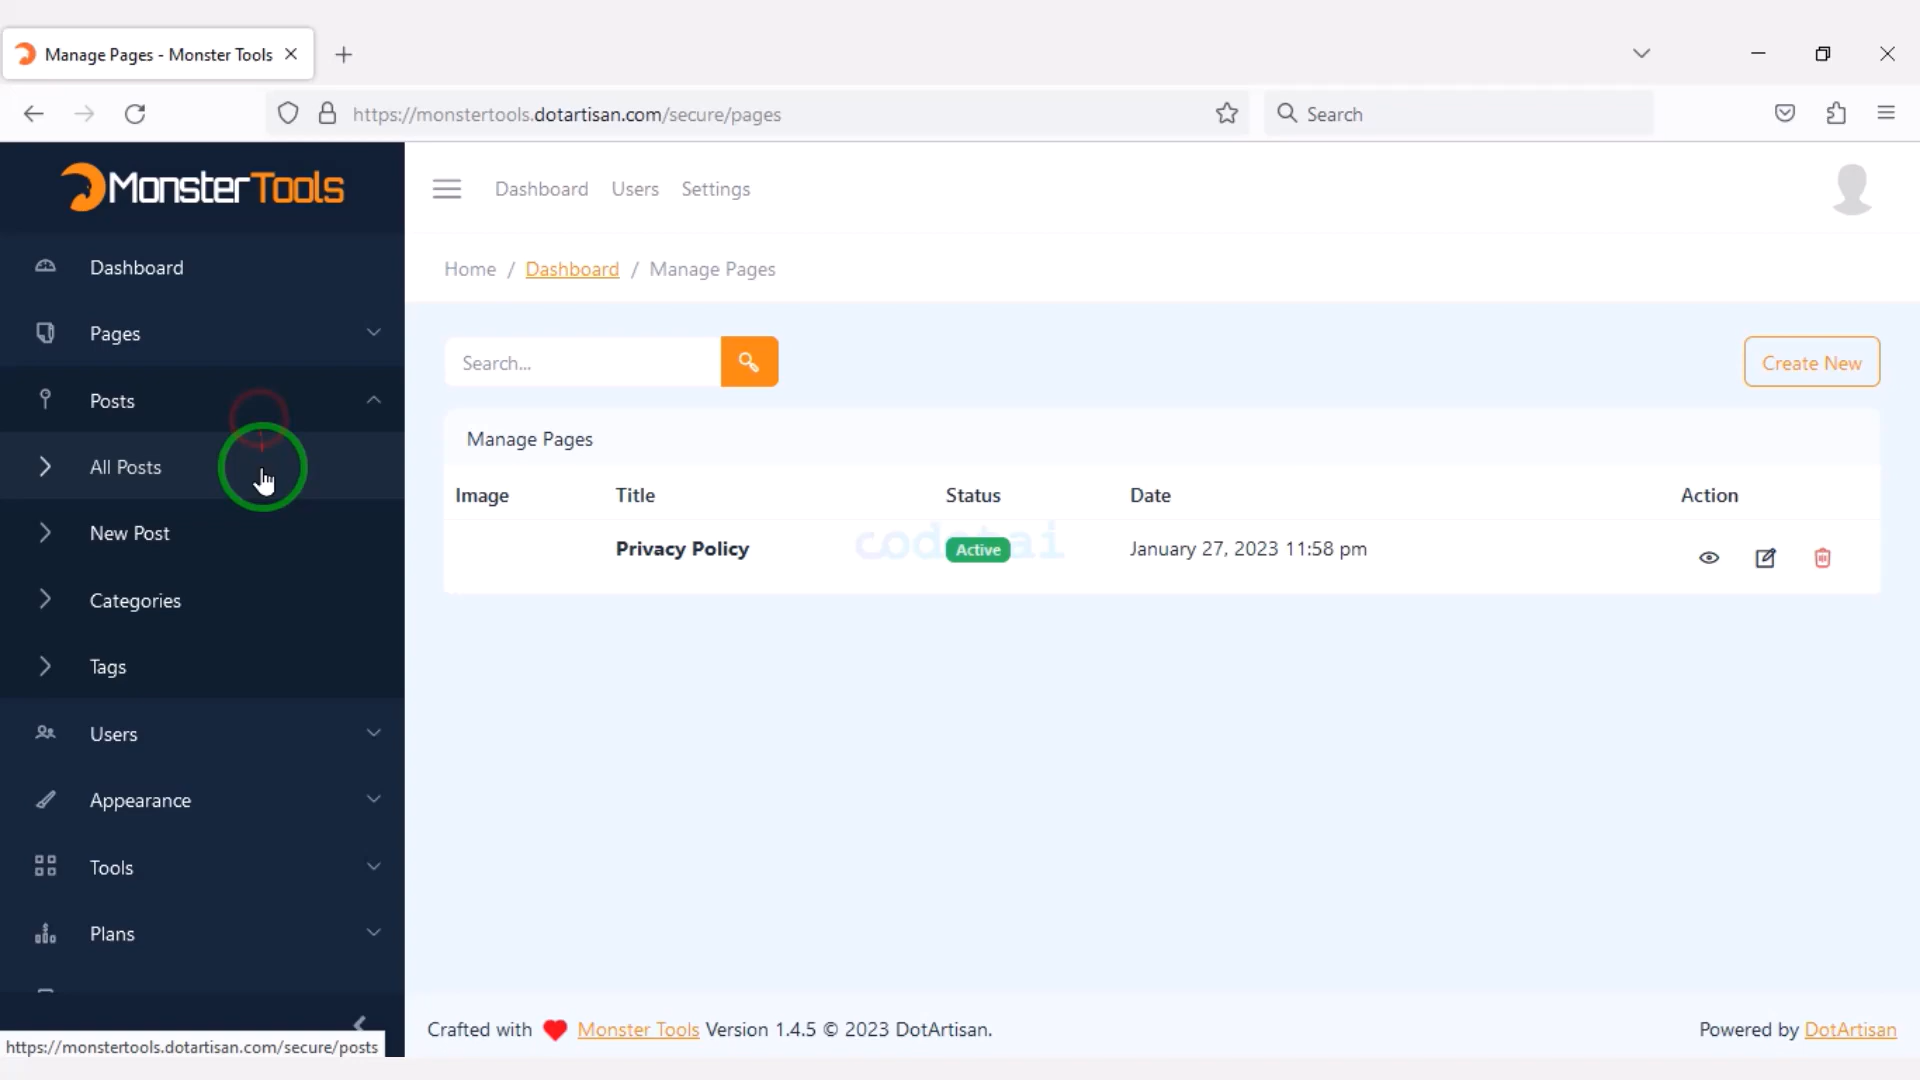 Manage Pages - Monster Tools
https://monstertools.dotartisan.com/secure/pages
Search
MonsterTools
Dashboard Users Settings
Home / Dashboard / Manage Pages
Dashboard
Pages
Posts
All Posts
New Post
Categories
Tags
Users
Appearance
Tools
Plans
Search...
Create New
Manage Pages
Image Title Status Date Action
Privacy Policy Active January 27, 2023 11:58 pm
Crafted with Monster Tools Version 1.4.5 © 2023 DotArtisan.
Powered by DotArtisan
https://monstertools.dotartisan.com/secure/posts